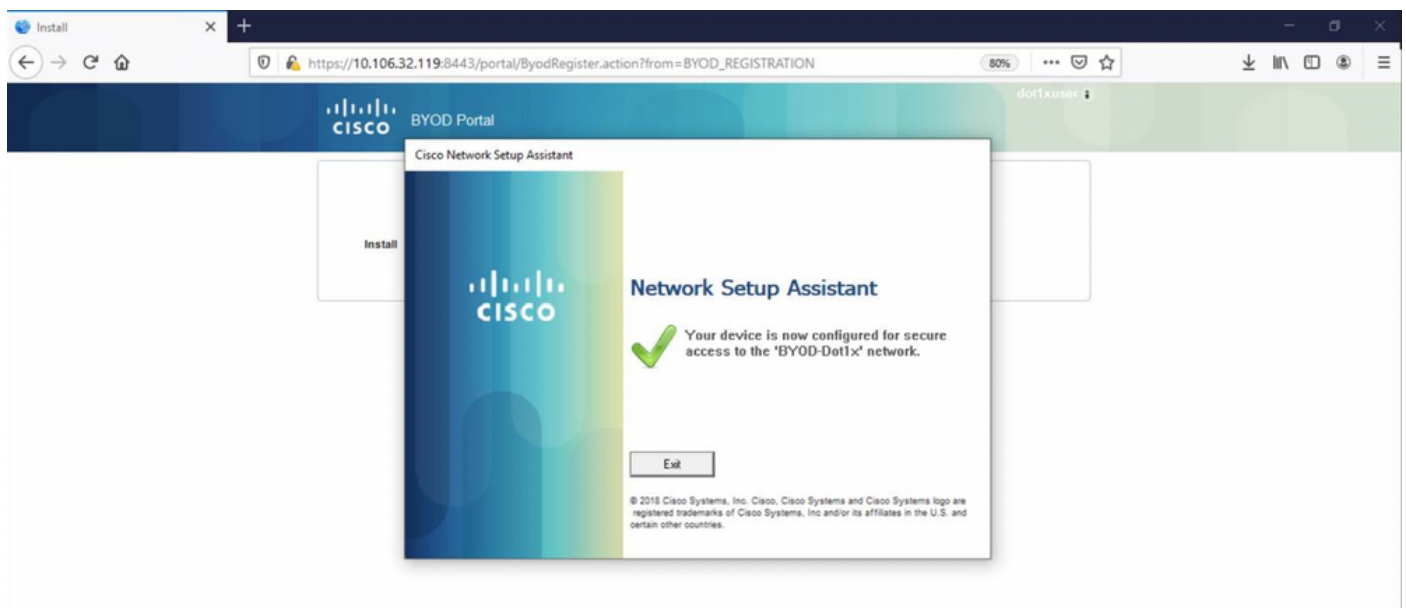 Install
https://10.106.32.119:8443/portal/ByodRegister.action?from=BYOD_REGISTRATION
80%
CISCO
BYOD Portal
dot1xuser
Cisco Network Setup Assistant
Install
CISCO
Network Setup Assistant
Your device is now configured for secure
access to the 'BYOD-Dot1x' network.
Exit
© 2018 Cisco Systems, Inc. Cisco, Cisco Systems and Cisco Systems logo are
registered trademarks of Cisco Systems, Inc and/or its affiliates in the U.S. and
certain other countries.